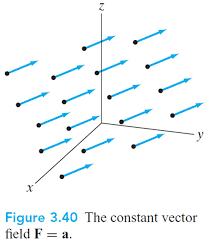 z
y
x
Figure 3.40 The constant vector
field F = a.